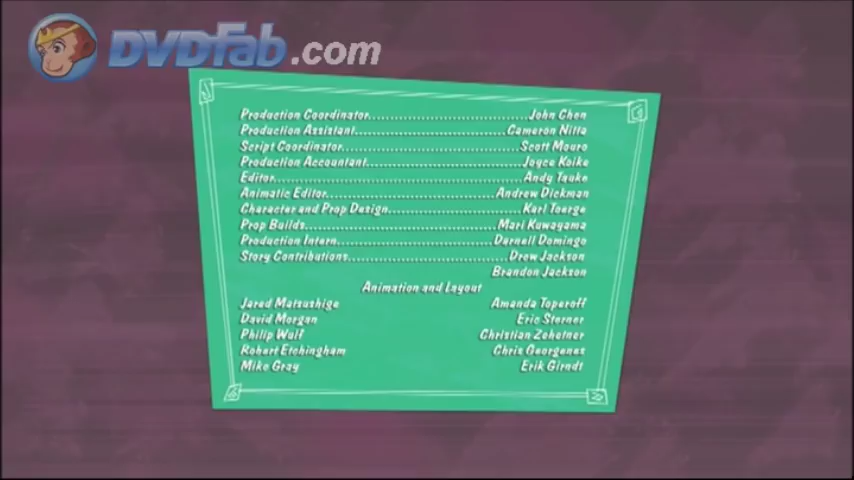 DVDFab.com
Production Coordinator..............................John Chen
Production Assistant............................Cameron Nitta
Script Coordinator.................................Scott Mouro
Production Accountant............................Joyce Koike
Editor..............................................Andy Tauke
Animatic Editor...............................Andrew Dickman
Character and Prop Design.........................Karl Toerge
Prop Builds....................................Mari Kuwayama
Production Intern.............................Darnell Domingo
Story Contributions.............................Drew Jackson
Brandon Jackson
Animation and Layout
Jared Matsushige Amanda Toperoff
David Morgan Eric Sterner
Philip Wulf Christian Zehetner
Robert Etchingham Chris Georgenes
Mike Gray Erik Girndt